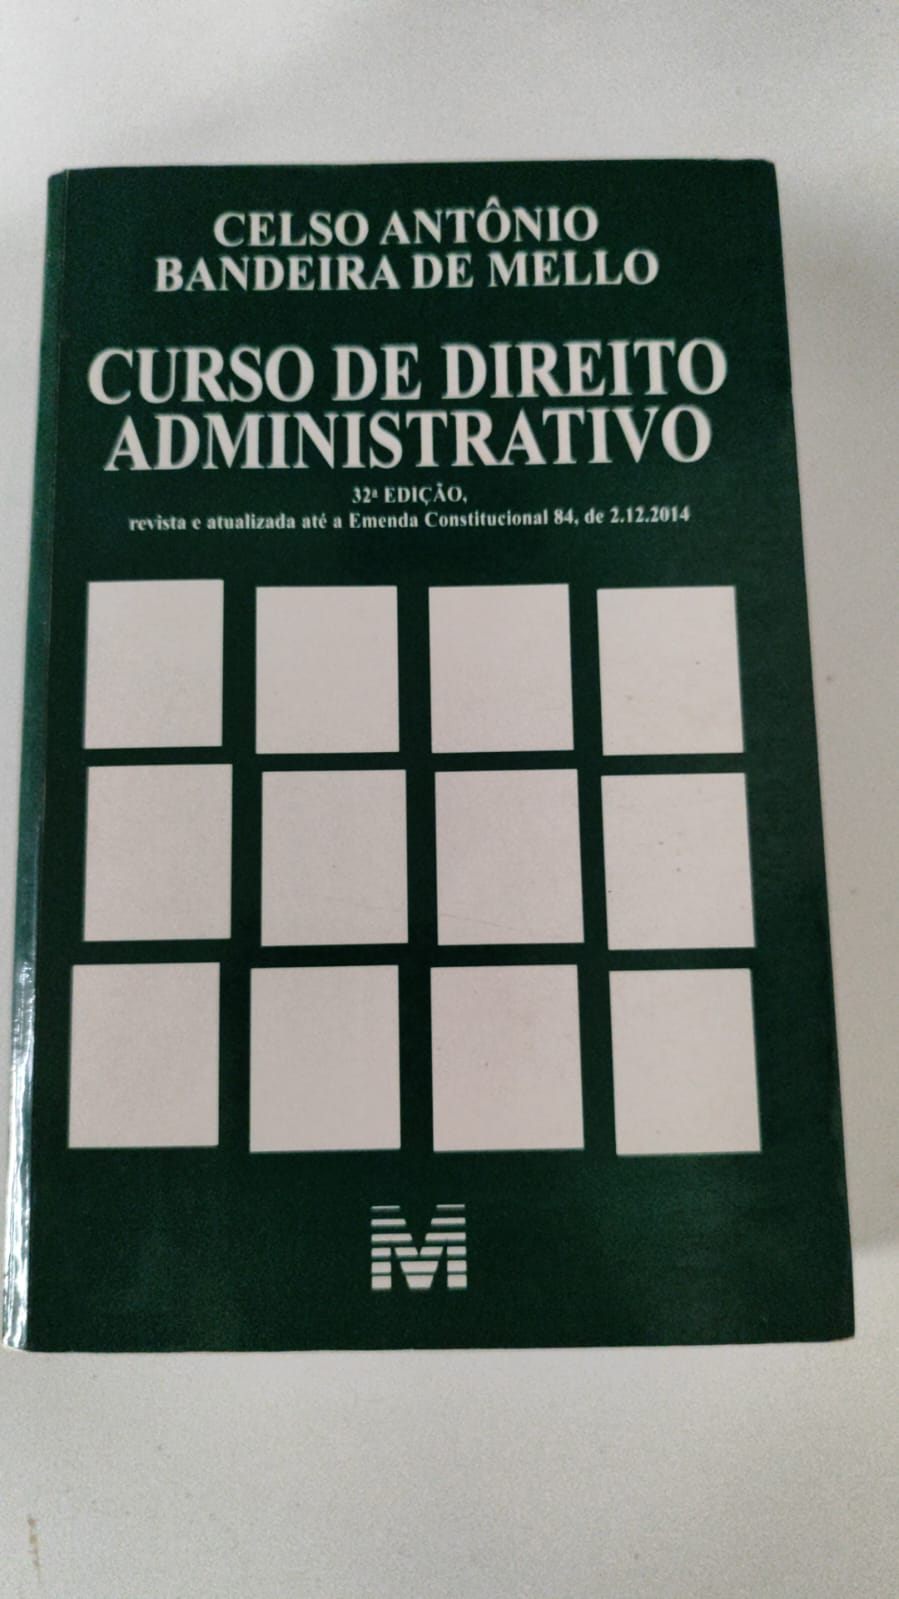 CELSO ANTÔNIO
BANDEIRA DE MELLO
CURSO DE DIREITO
ADMINISTRATIVO
32ª EDIÇÃO,
revista e atualizada até a Emenda Constitucional 84, de 2.12.2014
M